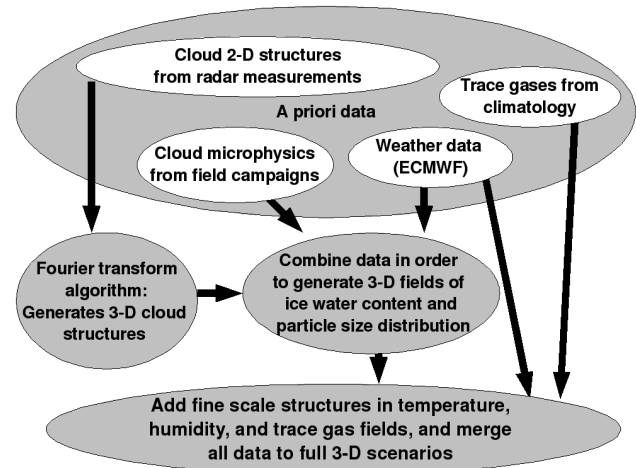 Cloud 2-D structures
from radar measurements
Trace gases from
climatology
A priori data
Cloud microphysics
from field campaigns
Weather data
(ECMWF)
Fourier transform
algorithm:
Generates 3-D cloud
structures
Combine data in order
to generate 3-D fields of
ice water content and
particle size distribution
Add fine scale structures in temperature,
humidity, and trace gas fields, and merge
all data to full 3-D scenarios